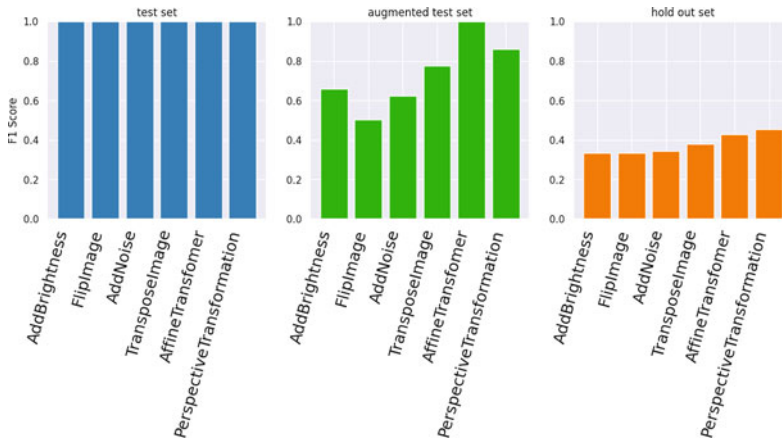 test set
augmented test set
hold out set
F1 Score
1.0
0.8
0.6
0.4
0.2
0.0
AddBrightness
FlipImage
AddNoise
TransposeImage
AffineTransfomer
PerspectiveTransformation
1.0
0.8
0.6
0.4
0.2
0.0
AddBrightness
FlipImage
AddNoise
TransposeImage
AffineTransfomer
PerspectiveTransformation
1.0
0.8
0.6
0.4
0.2
0.0
AddBrightness
FlipImage
AddNoise
TransposeImage
AffineTransfomer
PerspectiveTransformation